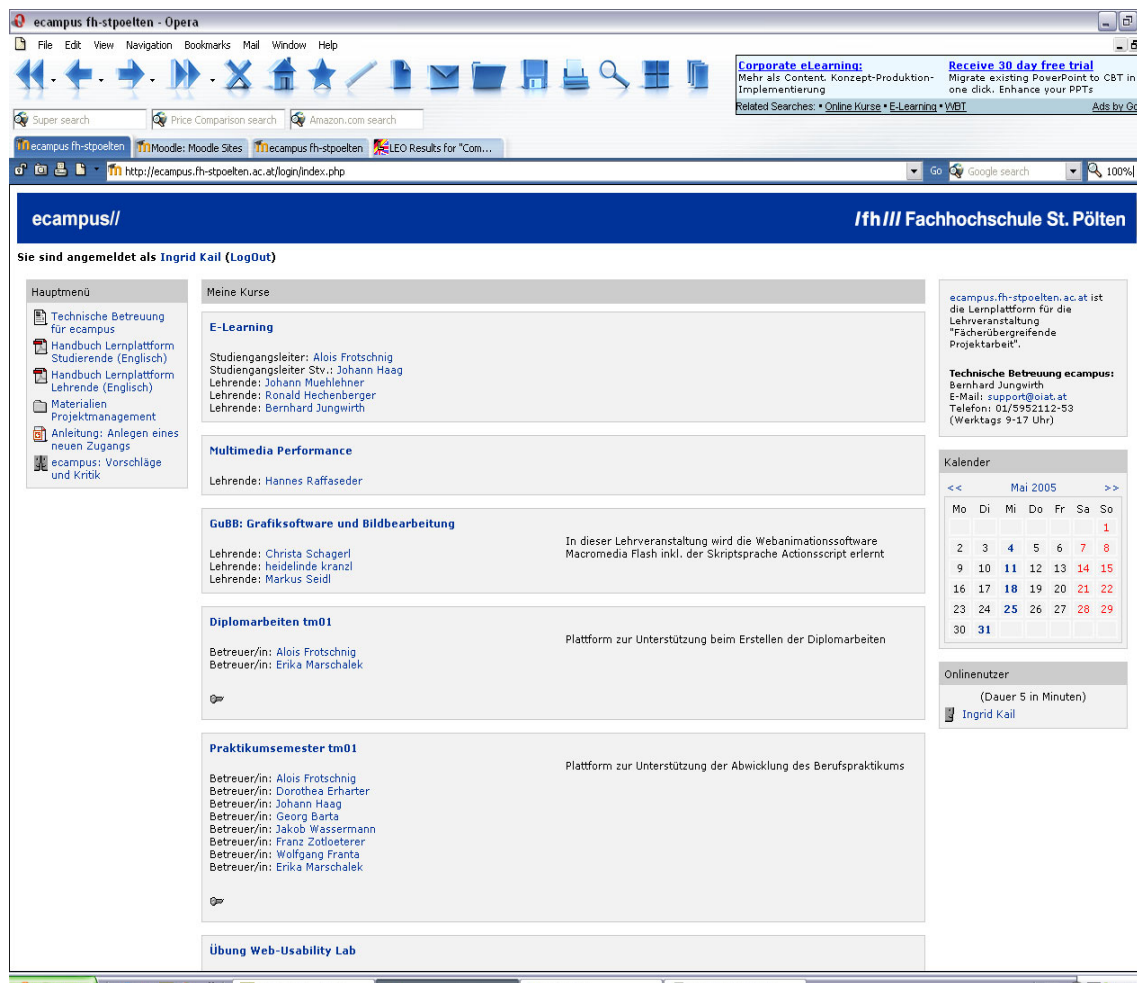 ecampus fh-stpoelten - Opera
File Edit View Navigation Bookmarks Mail Window Help
Corporate eLearning:
Mehr als Content. Konzept-Produktion-
Implementierung
Receive 30 day free trial
Migrate existing PowerPoint to CBT in
one click. Enhance your PPTs
Related Searches: • Online Kurse • E-Learning • WBT
Ads by Go
Super search
Price Comparison search
Amazon.com search
ecampus fh-stpoelten
Moodle: Moodle Sites
ecampus fh-stpoelten
LEO Results for "Com...
http://ecampus.fh-stpoelten.ac.at/login/index.php
Go
Google search
100%
ecampus//
/fh/// Fachhochschule St. Pölten
Sie sind angemeldet als Ingrid Kail (LogOut)
Hauptmenü
Technische Betreuung
für ecampus
Handbuch Lernplattform
Studierende (Englisch)
Handbuch Lernplattform
Lehrende (Englisch)
Materialien
Projektmanagement
Anleitung: Anlegen eines
neuen Zugangs
ecampus: Vorschläge
und Kritik
Meine Kurse
E-Learning
Studiengangsleiter: Alois Frotschnig
Studiengangsleiter Stv.: Johann Haag
Lehrende: Johann Muehlehner
Lehrende: Ronald Hechenberger
Lehrende: Bernhard Jungwirth
Multimedia Performance
Lehrende: Hannes Raffaseder
GuBB: Grafiksoftware und Bildbearbeitung
Lehrende: Christa Schagerl
Lehrende: heidelinde kranzl
Lehrende: Markus Seidl
In dieser Lehrveranstaltung wird die Webanimationssoftware
Macromedia Flash inkl. der Skriptsprache Actionsscript erlernt
Diplomarbeiten tm01
Betreuer/in: Alois Frotschnig
Betreuer/in: Erika Marschalek
Plattform zur Unterstützung beim Erstellen der Diplomarbeiten
Praktikumsemester tm01
Betreuer/in: Alois Frotschnig
Betreuer/in: Dorothea Erharter
Betreuer/in: Johann Haag
Betreuer/in: Georg Barta
Betreuer/in: Jakob Wassermann
Betreuer/in: Franz Zotloeterer
Betreuer/in: Wolfgang Franta
Betreuer/in: Erika Marschalek
Plattform zur Unterstützung der Abwicklung des Berufspraktikums
Übung Web-Usability Lab
ecampus.fh-stpoelten.ac.at ist
die Lernplattform für die
Lehrveranstaltung
"Fächerübergreifende
Projektarbeit".
Technische Betreuung ecampus:
Bernhard Jungwirth
E-Mail: support@oiat.at
Telefon: 01/5952112-53
(Werktags 9-17 Uhr)
Kalender
<< Mai 2005 >>
Mo Di Mi Do Fr Sa So
1
2 3 4 5 6 7 8
9 10 11 12 13 14 15
16 17 18 19 20 21 22
23 24 25 26 27 28 29
30 31
Onlinenutzer
(Dauer 5 in Minuten)
Ingrid Kail